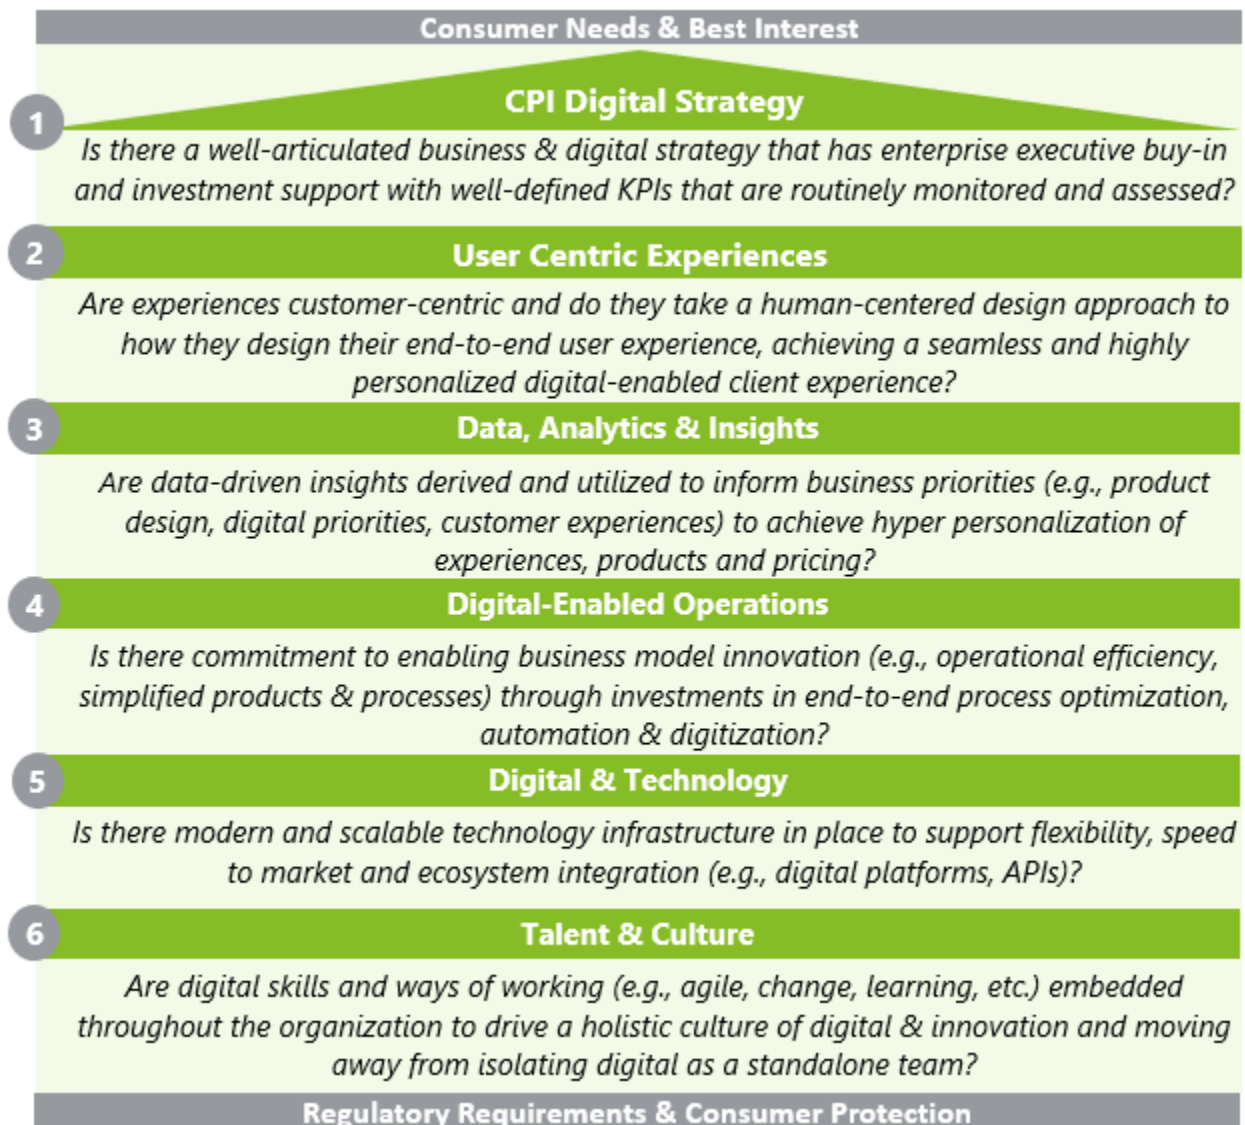 Consumer Needs & Best Interest
CPI Digital Strategy
1
Is there a well-articulated business & digital strategy that has enterprise executive buy-in
and investment support with well-defined KPIs that are routinely monitored and assessed?
2
User Centric Experiences
Are experiences customer-centric and do they take a human-centered design approach to
how they design their end-to-end user experience, achieving a seamless and highly
personalized digital-enabled client experience?
3
Data, Analytics & Insights
Are data-driven insights derived and utilized to inform business priorities (e.g., product
design, digital priorities, customer experiences) to achieve hyper personalization of
experiences, products and pricing?
4
Digital-Enabled Operations
Is there commitment to enabling business model innovation (e.g., operational efficiency,
simplified products & processes) through investments in end-to-end process optimization,
automation & digitization?
5
Digital & Technology
Is there modern and scalable technology infrastructure in place to support flexibility, speed
to market and ecosystem integration (e.g., digital platforms, APIs)?
6
Talent & Culture
Are digital skills and ways of working (e.g., agile, change, learning, etc.) embedded
throughout the organization to drive a holistic culture of digital & innovation and moving
away from isolating digital as a standalone team?
Regulatory Requirements & Consumer Protection